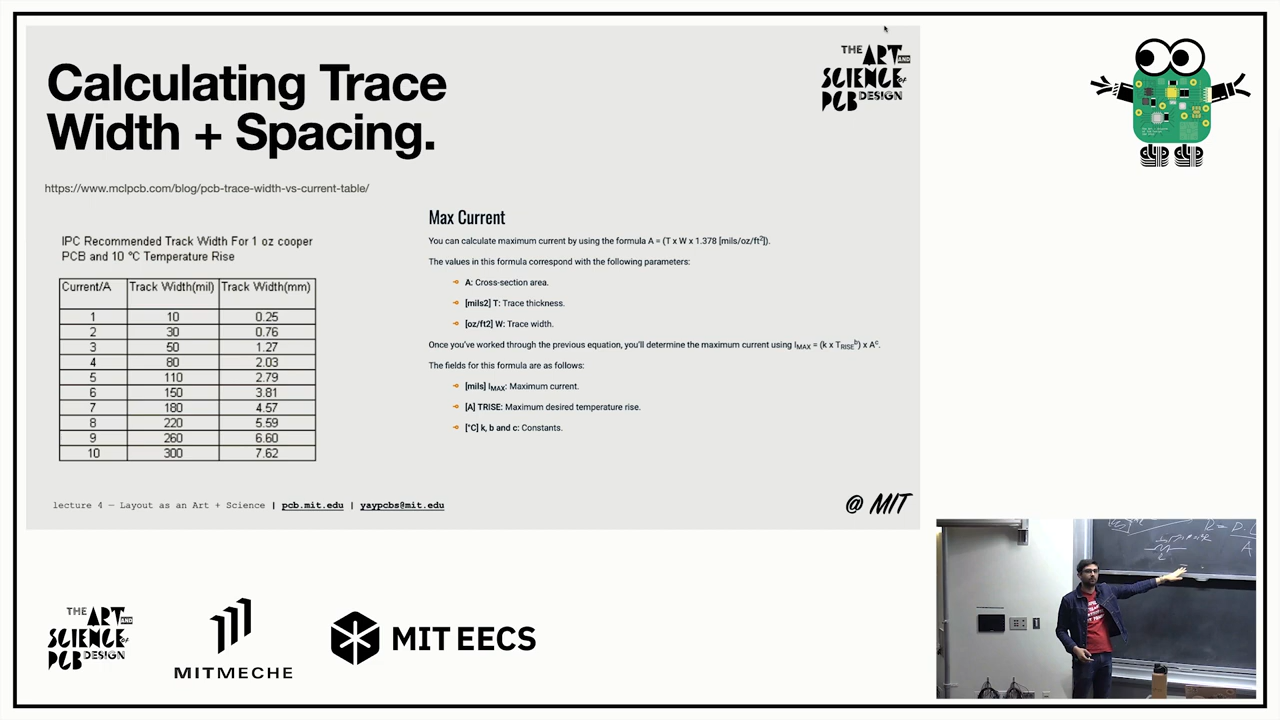 Calculating Trace
Width + Spacing.
THE ART AND
SCIENCE of
PCB DESIGN
https://www.mclpcb.com/blog/pcb-trace-width-vs-current-table/
IPC Recommended Track Width For 1 oz cooper
PCB and 10 °C Temperature Rise
Current/A Track Width(mil) Track Width(mm)
1 10 0.25
2 30 0.76
3 50 1.27
4 80 2.03
5 110 2.79
6 150 3.81
7 180 4.57
8 220 5.59
9 260 6.60
10 300 7.62
Max Current
You can calculate maximum current by using the formula A = (T x W x 1.378 [mils/oz/ft²]).
The values in this formula correspond with the following parameters:
A: Cross-section area.
[mils2] T: Trace thickness.
[oz/ft2] W: Trace width.
Once you've worked through the previous equation, you'll determine the maximum current using IMAX = (k x TRISEᵇ) x Aᶜ.
The fields for this formula are as follows:
[mils] IMAX: Maximum current.
[A] TRISE: Maximum desired temperature rise.
[°C] k, b and c: Constants.
lecture 4 — Layout as an Art + Science | pcb.mit.edu | yaypcbs@mit.edu
@ MIT
THE ART AND
SCIENCE of
PCB DESIGN
MITMECHE
MIT EECS